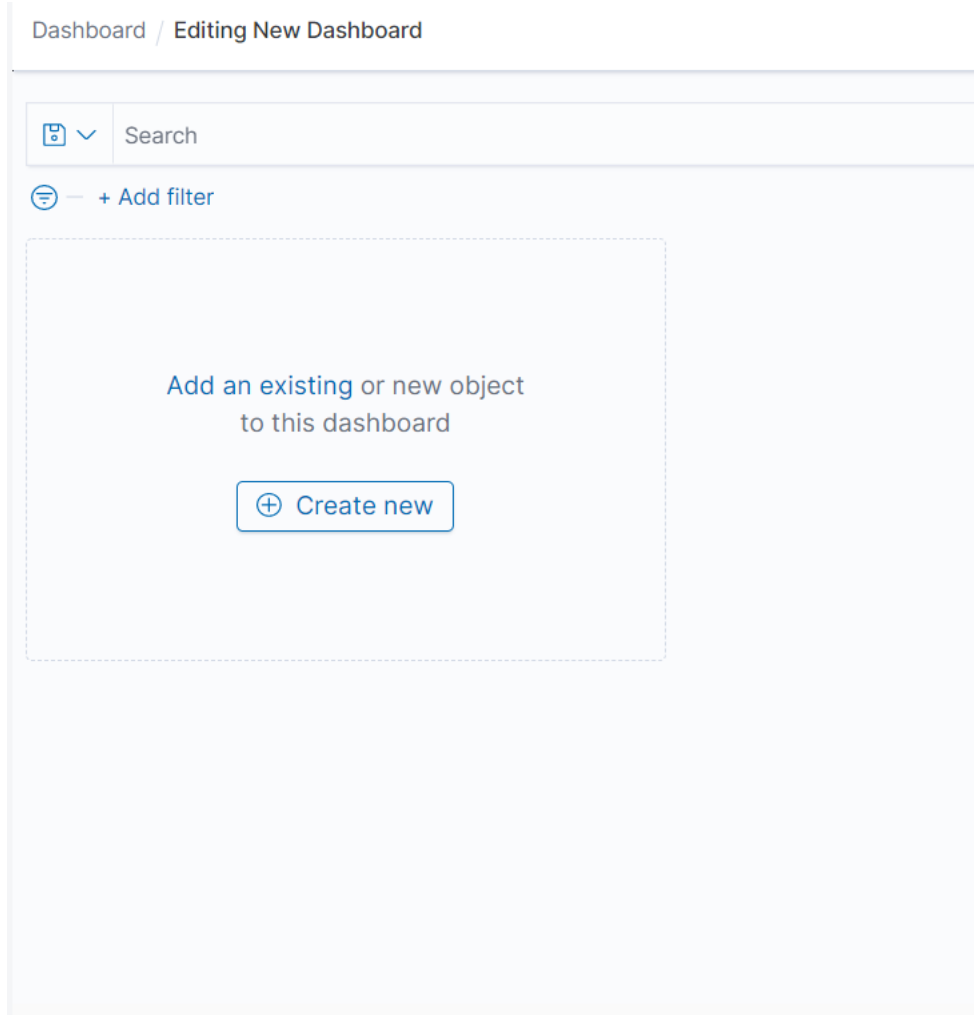 Dashboard / Editing New Dashboard
Search
+ Add filter
Add an existing or new object
to this dashboard
Create new